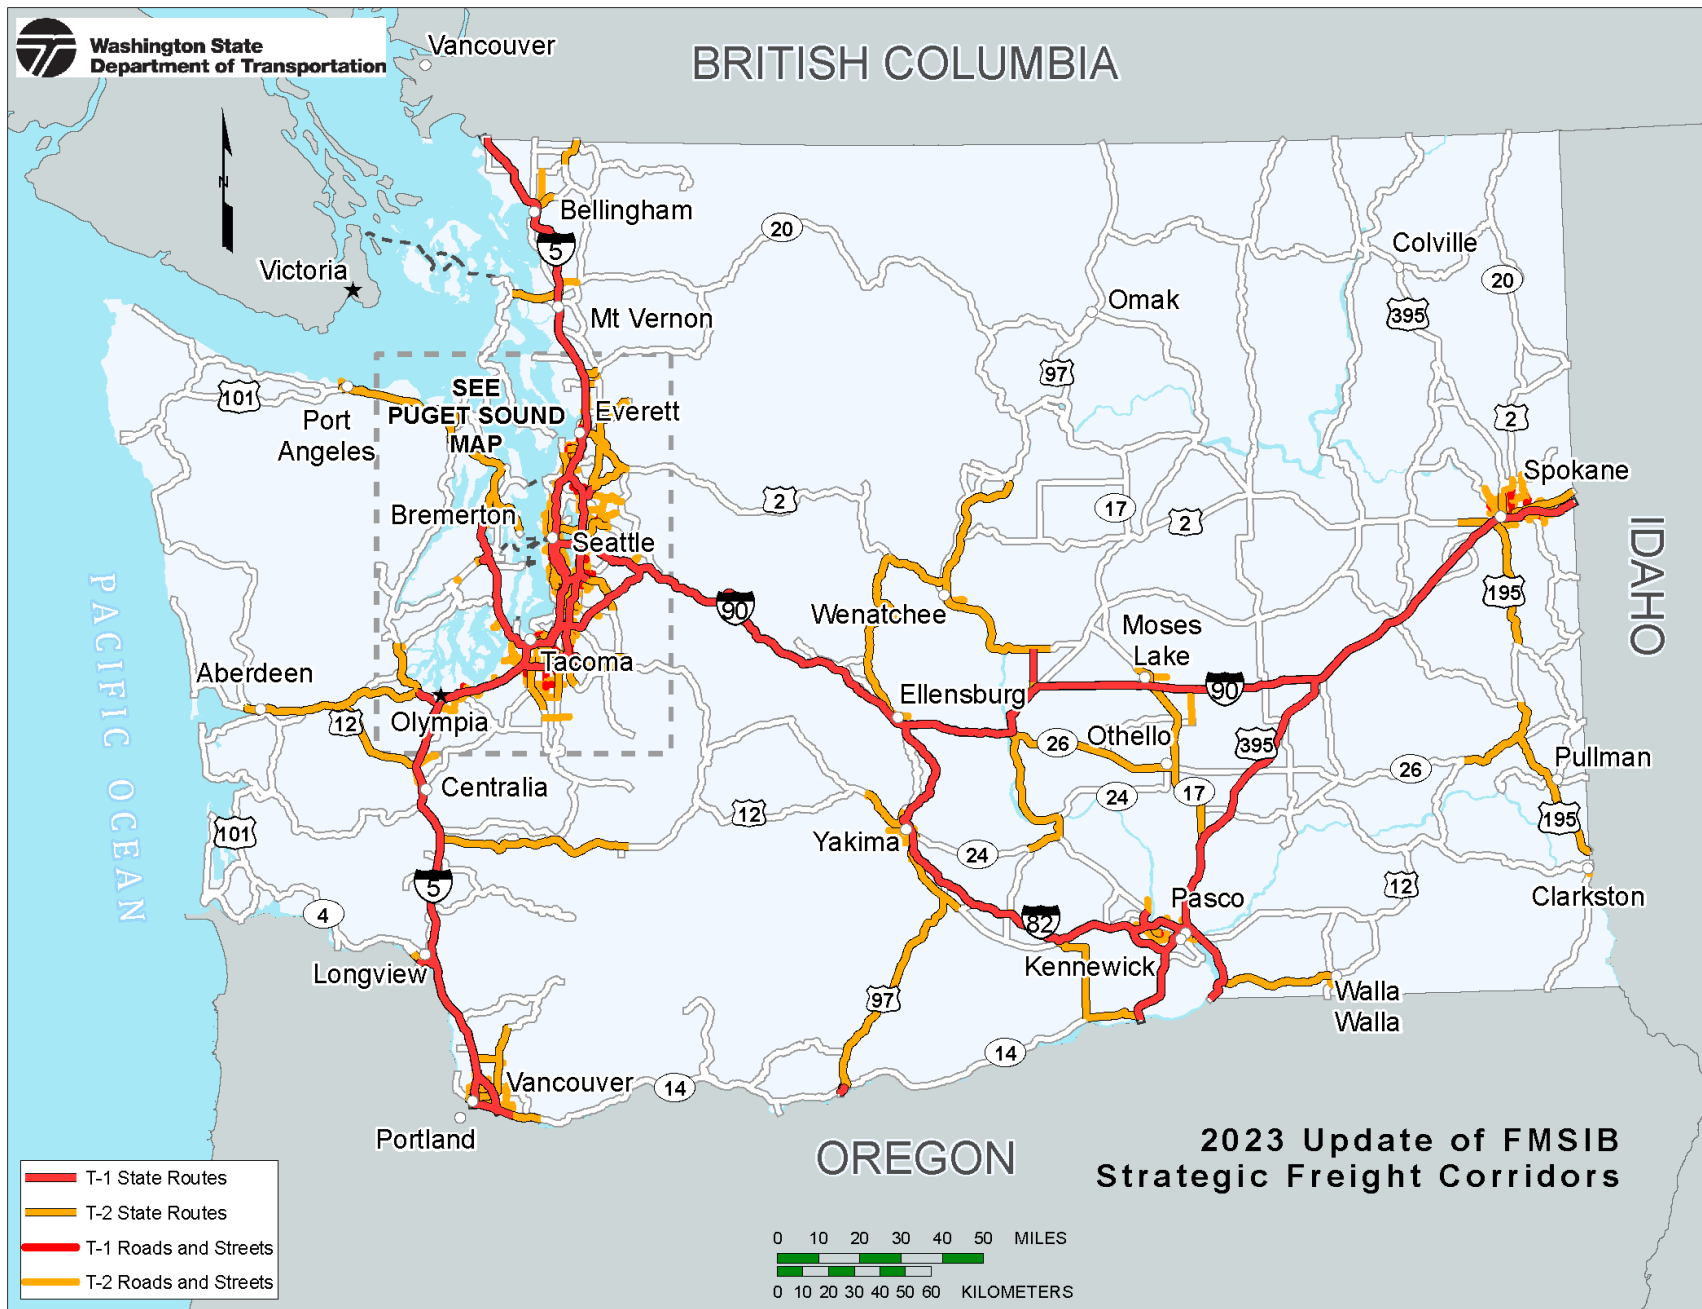 Washington State
Department of Transportation
Vancouver
BRITISH COLUMBIA
N
Bellingham
5
20
Colville
Victoria
20
Omak
395
Mt Vernon
97
SEE
PUGET SOUND
MAP
101
Everett
2
Port
Angeles
Spokane
2
17
2
Bremerton
Seattle
IDAHO
PACIFIC OCEAN
195
90
Wenatchee
Moses
Lake
Tacoma
Aberdeen
Ellensburg
90
Olympia
12
26
Othello
395
Pullman
26
Centralia
24
17
12
195
101
Yakima
24
5
12
Pasco
Clarkston
4
82
Longview
Kennewick
97
Walla
Walla
14
Vancouver
14
Portland
OREGON
2023 Update of FMSIB
Strategic Freight Corridors
T-1 State Routes
T-2 State Routes
T-1 Roads and Streets
T-2 Roads and Streets
0 10 20 30 40 50 MILES
0 10 20 30 40 50 60 KILOMETERS